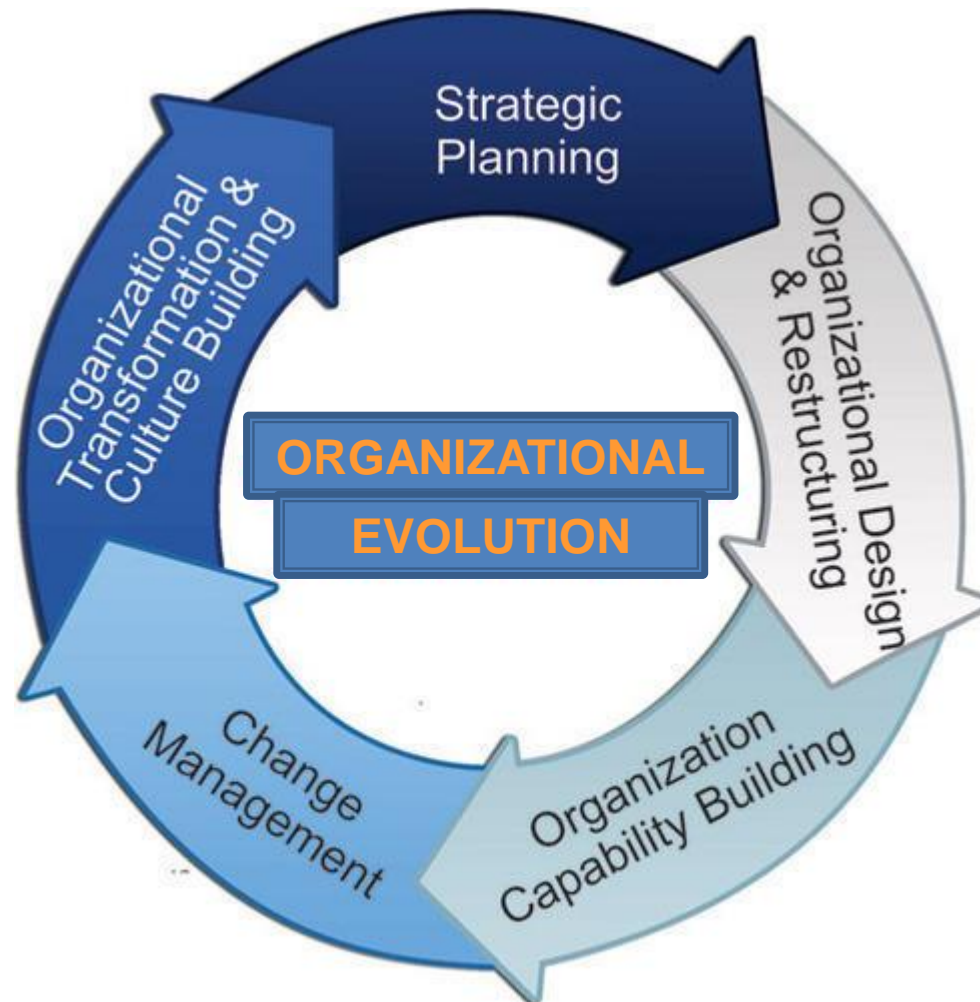 Strategic
Planning
Organizational Design
& Restructuring
Organization
Capability Building
Change
Management
Organizational
Transformation &
Culture Building
ORGANIZATIONAL
EVOLUTION